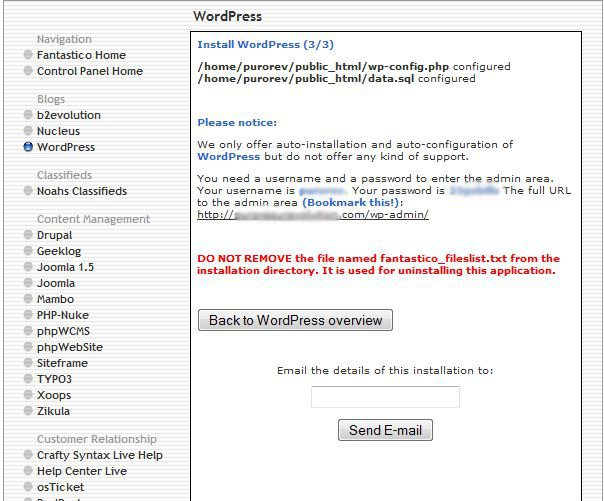 WordPress
Navigation
Fantastico Home
Control Panel Home
Blogs
b2evolution
Nucleus
WordPress
Classifieds
Noahs Classifieds
Content Management
Drupal
Geeklog
Joomla 1.5
Joomla
Mambo
PHP-Nuke
phpWCMS
phpWebSite
Siteframe
TYPO3
Xoops
Zikula
Customer Relationship
Crafty Syntax Live Help
Help Center Live
osTicket
Install WordPress (3/3)
/home/purorev/public_html/wp-config.php configured
/home/purorev/public_html/data.sql configured
Please notice:
We only offer auto-installation and auto-configuration of
WordPress but do not offer any kind of support.
You need a username and a password to enter the admin area.
Your username is Your password is The full URL
to the admin area (Bookmark this!):
http:// .com/wp-admin/
DO NOT REMOVE the file named fantastico_fileslist.txt from the
installation directory. It is used for uninstalling this application.
Back to WordPress overview
Email the details of this installation to:
Send E-mail